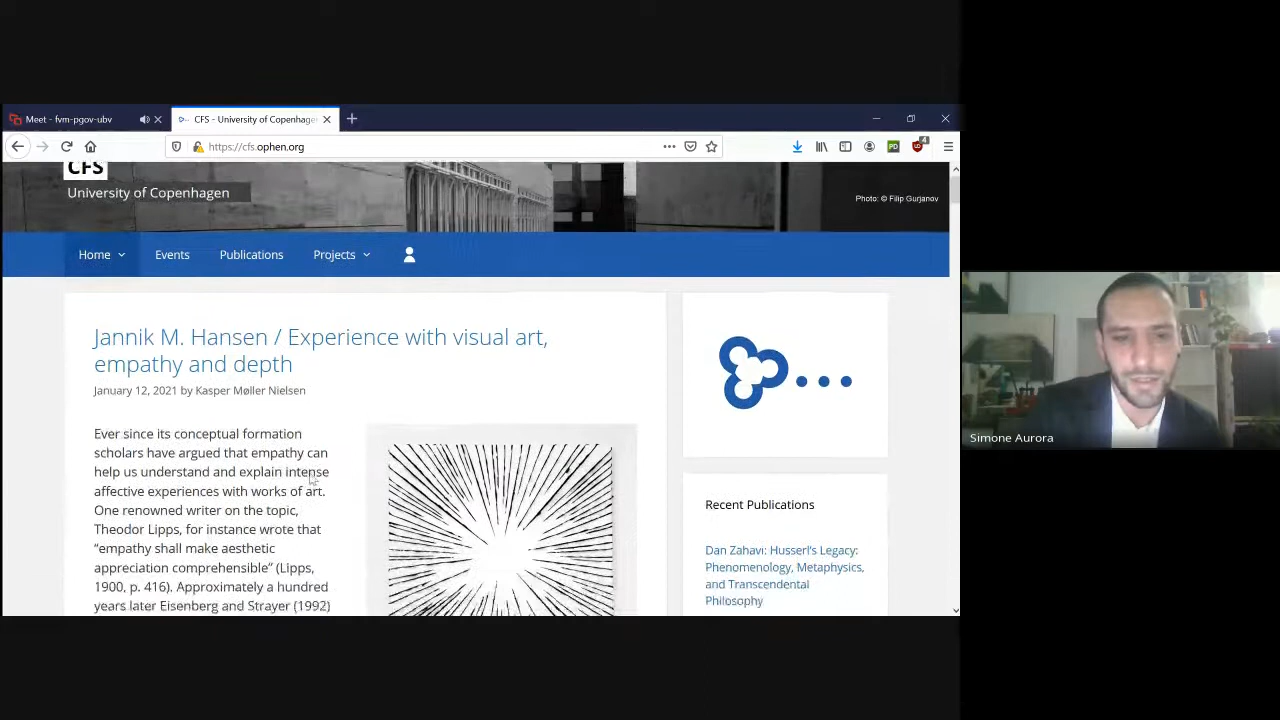 Meet - fvm-pgov-ubv
CFS - University of Copenhage
https://cfs.ophen.org
PD
4
CFS
University of Copenhagen
Photo: © Filip Gurjanov
Home
Events
Publications
Projects
Jannik M. Hansen / Experience with visual art,
empathy and depth
January 12, 2021 by Kasper Møller Nielsen
Ever since its conceptual formation
scholars have argued that empathy can
help us understand and explain intense
affective experiences with works of art.
One renowned writer on the topic,
Theodor Lipps, for instance wrote that
“empathy shall make aesthetic
appreciation comprehensible” (Lipps,
1900, p. 416). Approximately a hundred
years later Eisenberg and Strayer (1992)
Recent Publications
Dan Zahavi: Husserl's Legacy:
Phenomenology, Metaphysics,
and Transcendental
Philosophy
Simone Aurora